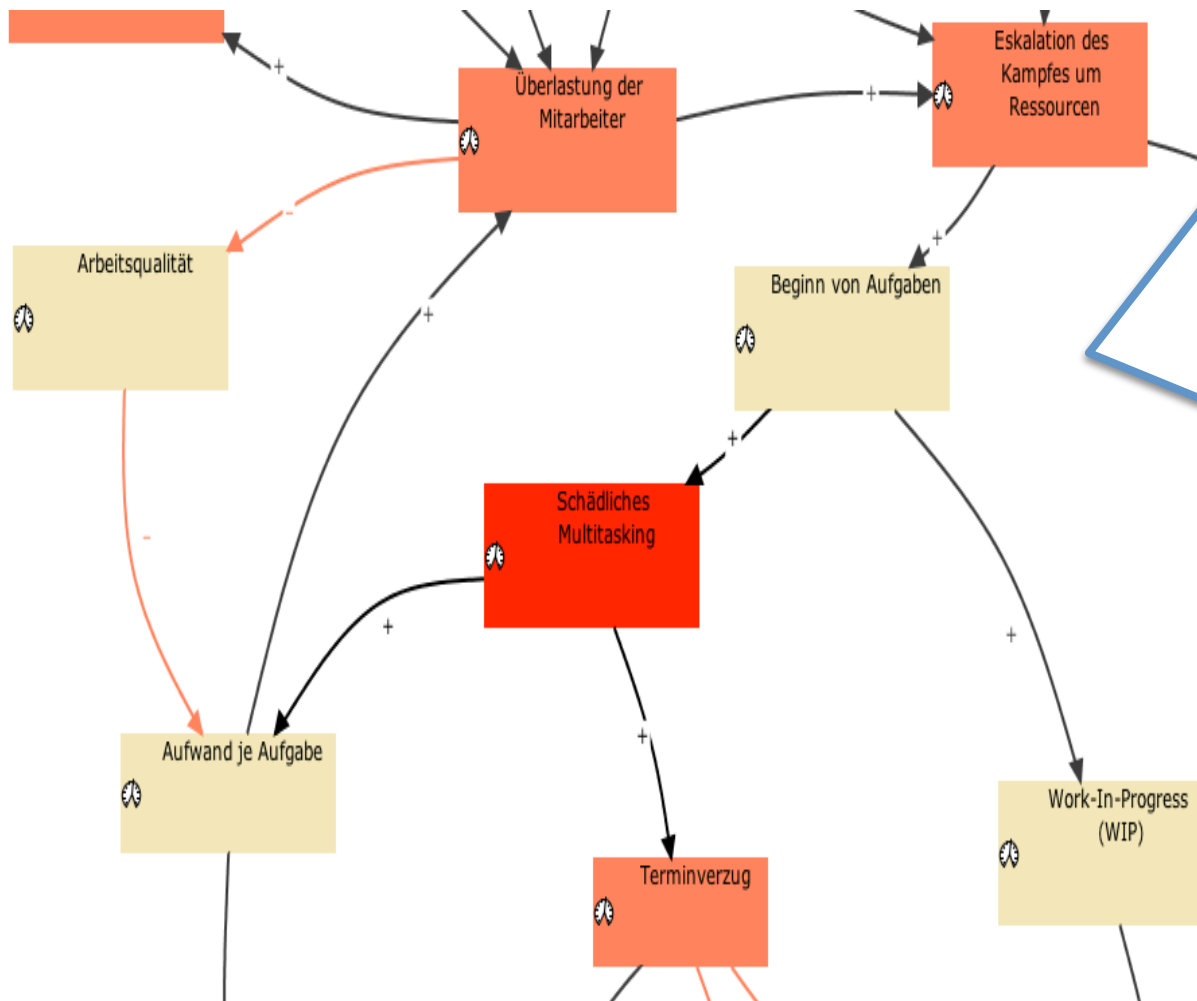 +
Überlastung der
Mitarbeiter
+
Eskalation des
Kampfes um
Ressourcen
-
+
Arbeitsqualität
+
Beginn von Aufgaben
+
Schädliches
Multitasking
-
+
+
+
Aufwand je Aufgabe
Work-In-Progress
(WIP)
Terminverzug